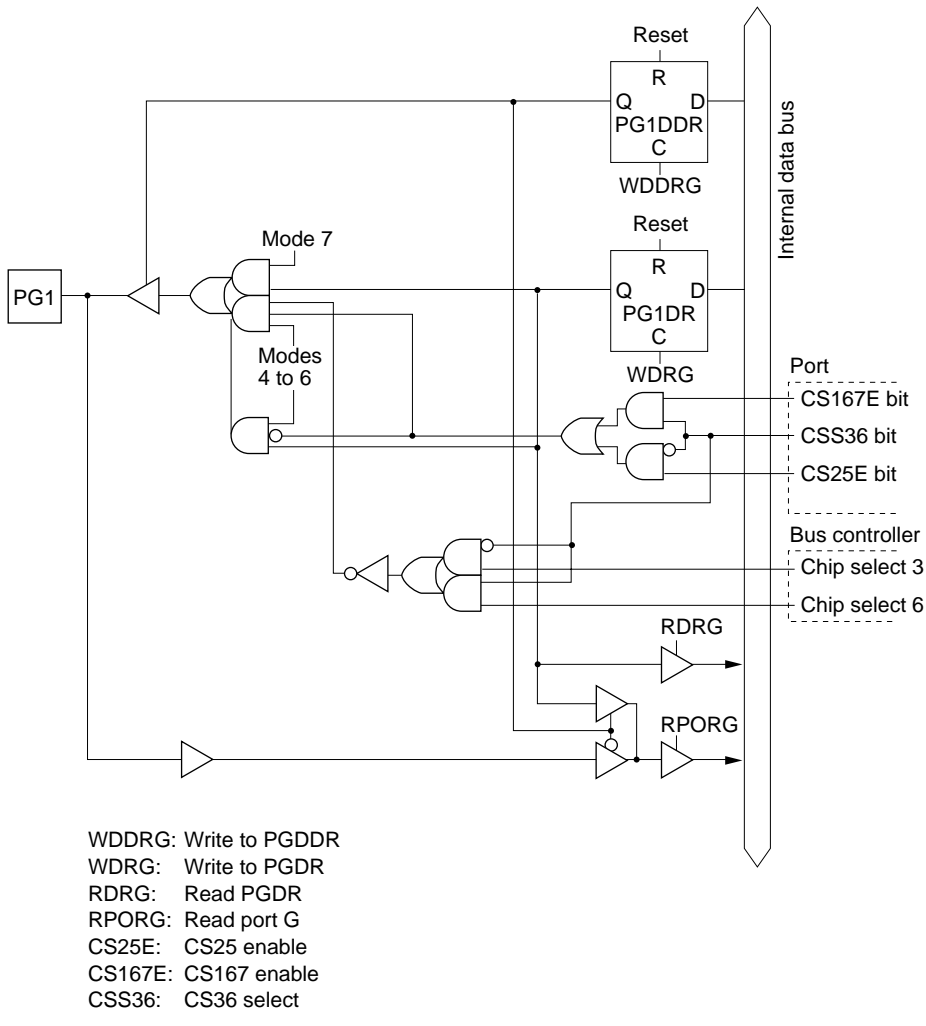 Reset
R
Q D
PG1DDR
C
WDDRG
Internal data bus
Reset
Mode 7
R
Q D
PG1DR
C
WDRG
PG1
Modes
4 to 6
Port
CS167E bit
CSS36 bit
CS25E bit
Bus controller
Chip select 3
Chip select 6
RDRG
RPORG
WDDRG: Write to PGDDR
WDRG: Write to PGDR
RDRG: Read PGDR
RPORG: Read port G
CS25E: CS25 enable
CS167E: CS167 enable
CSS36: CS36 select